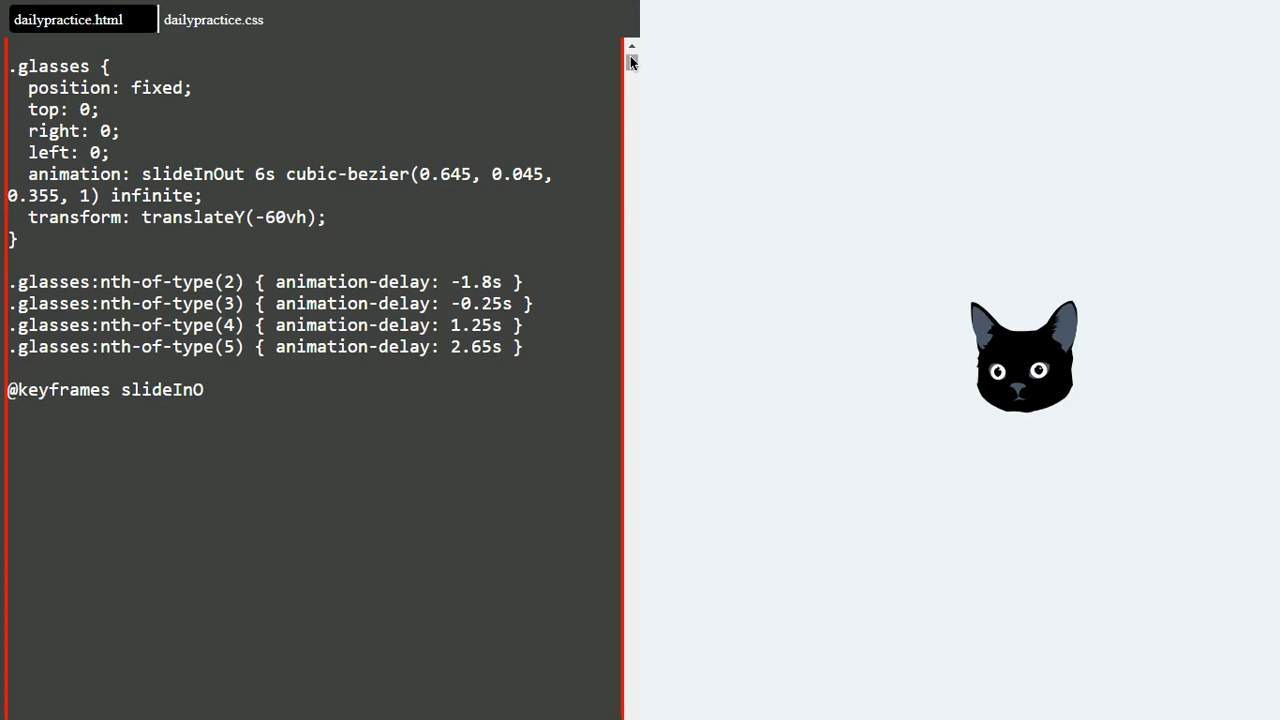 dailypractice.html dailypractice.css
.glasses {
position: fixed;
top: 0;
right: 0;
left: 0;
animation: slideInOut 6s cubic-bezier(0.645, 0.045,
0.355, 1) infinite;
transform: translateY(-60vh);
}
.glasses:nth-of-type(2) { animation-delay: -1.8s }
.glasses:nth-of-type(3) { animation-delay: -0.25s }
.glasses:nth-of-type(4) { animation-delay: 1.25s }
.glasses:nth-of-type(5) { animation-delay: 2.65s }
@keyframes slideInO